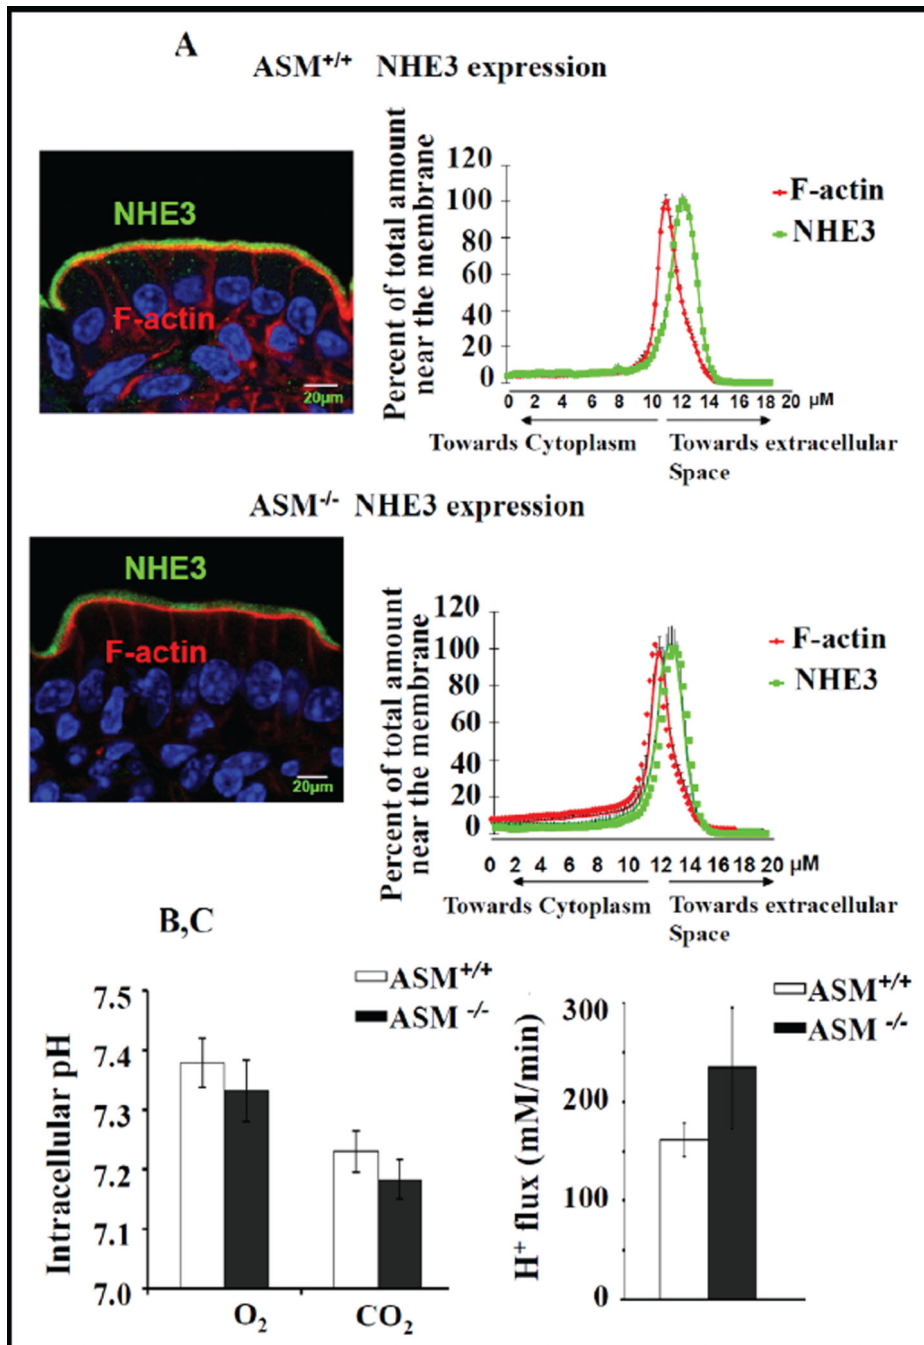 A
ASM+/+ NHE3 expression
NHE3
F-actin
20µm
Percent of total amount
near the membrane
120
100
80
60
40
20
0
F-actin
NHE3
0 2 4 6 8 10 12 14 16 18 20 µM
Towards Cytoplasm
Towards extracellular
Space
ASM-/- NHE3 expression
NHE3
F-actin
20µm
Percent of total amount
near the membrane
120
100
80
60
40
20
0
F-actin
NHE3
0 2 4 6 8 10 12 14 16 18 20 µM
Towards Cytoplasm
Towards extracellular
Space
B,C
ASM+/+
ASM -/-
Intracellular pH
7.5
7.4
7.3
7.2
7.1
7.0
O2
CO2
ASM+/+
ASM -/-
H+ flux (mM/min)
300
200
100
0